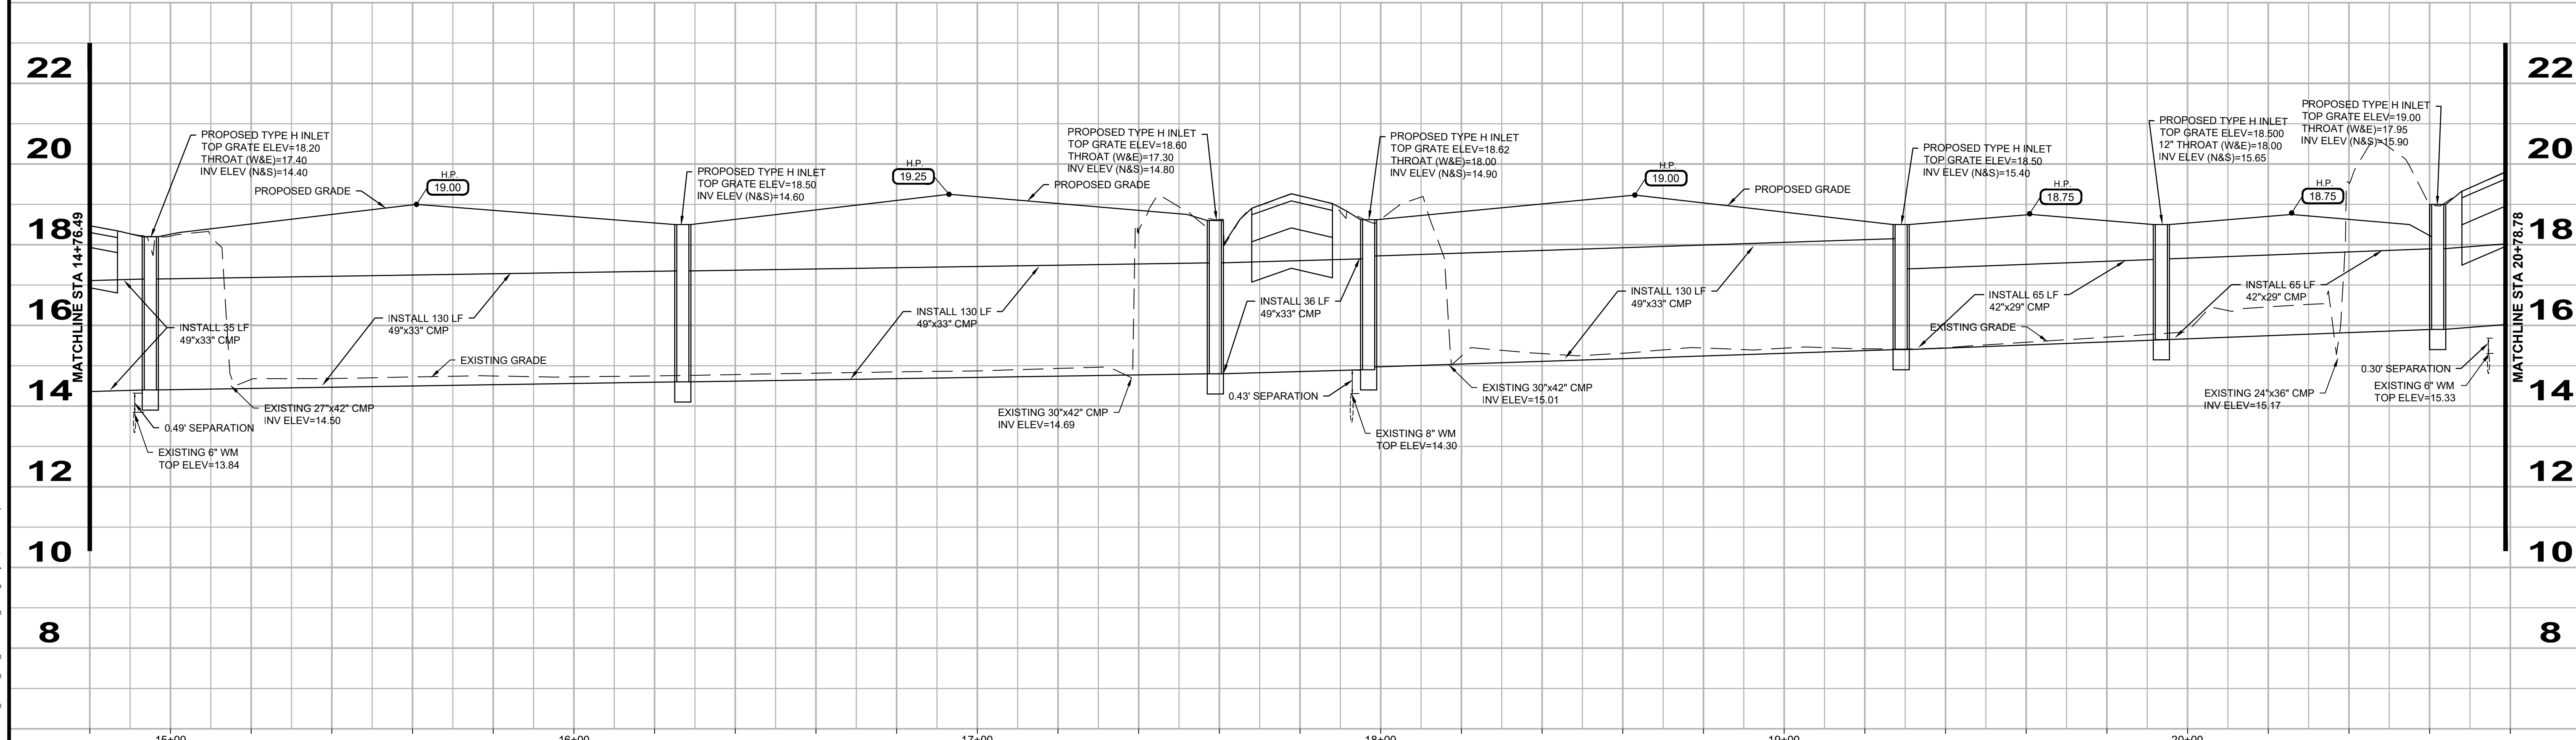 22
20
18
16
14
12
10
8
MATCHLINE STA 14+76.49
PROPOSED TYPE H INLET
TOP GRATE ELEV=18.20
THROAT (W&E)=17.40
INV ELEV (N&S)=14.40
PROPOSED GRADE
H.P.
19.00
INSTALL 35 LF
49"x33" CMP
INSTALL 130 LF
49"x33" CMP
EXISTING GRADE
EXISTING 27"x42" CMP
INV ELEV=14.50
0.49' SEPARATION
EXISTING 6" WM
TOP ELEV=13.84
PROPOSED TYPE H INLET
TOP GRATE ELEV=18.50
INV ELEV (N&S)=14.60
H.P.
19.25
PROPOSED GRADE
INSTALL 130 LF
49"x33" CMP
EXISTING 30"x42" CMP
INV ELEV=14.69
PROPOSED TYPE H INLET
TOP GRATE ELEV=18.60
THROAT (W&E)=17.30
INV ELEV (N&S)=14.80
INSTALL 36 LF
49"x33" CMP
0.43' SEPARATION
EXISTING 8" WM
TOP ELEV=14.30
PROPOSED TYPE H INLET
TOP GRATE ELEV=18.62
THROAT (W&E)=18.00
INV ELEV (N&S)=14.90
EXISTING 30"x42" CMP
INV ELEV=15.01
H.P.
19.00
PROPOSED GRADE
INSTALL 130 LF
49"x33" CMP
PROPOSED TYPE H INLET
TOP GRATE ELEV=18.50
INV ELEV (N&S)=15.40
H.P.
18.75
INSTALL 65 LF
42"x29" CMP
EXISTING GRADE
PROPOSED TYPE H INLET
TOP GRATE ELEV=18.500
12" THROAT (W&E)=18.00
INV ELEV (N&S)=15.65
H.P.
18.75
INSTALL 65 LF
42"x29" CMP
EXISTING 24"x36" CMP
INV ELEV=15.17
PROPOSED TYPE H INLET
TOP GRATE ELEV=19.00
THROAT (W&E)=17.95
INV ELEV (N&S)=15.90
0.30' SEPARATION
EXISTING 6" WM
TOP ELEV=15.33
MATCHLINE STA 20+78.78
22
20
18
16
14
12
10
8
15+00
16+00
17+00
18+00
19+00
20+00